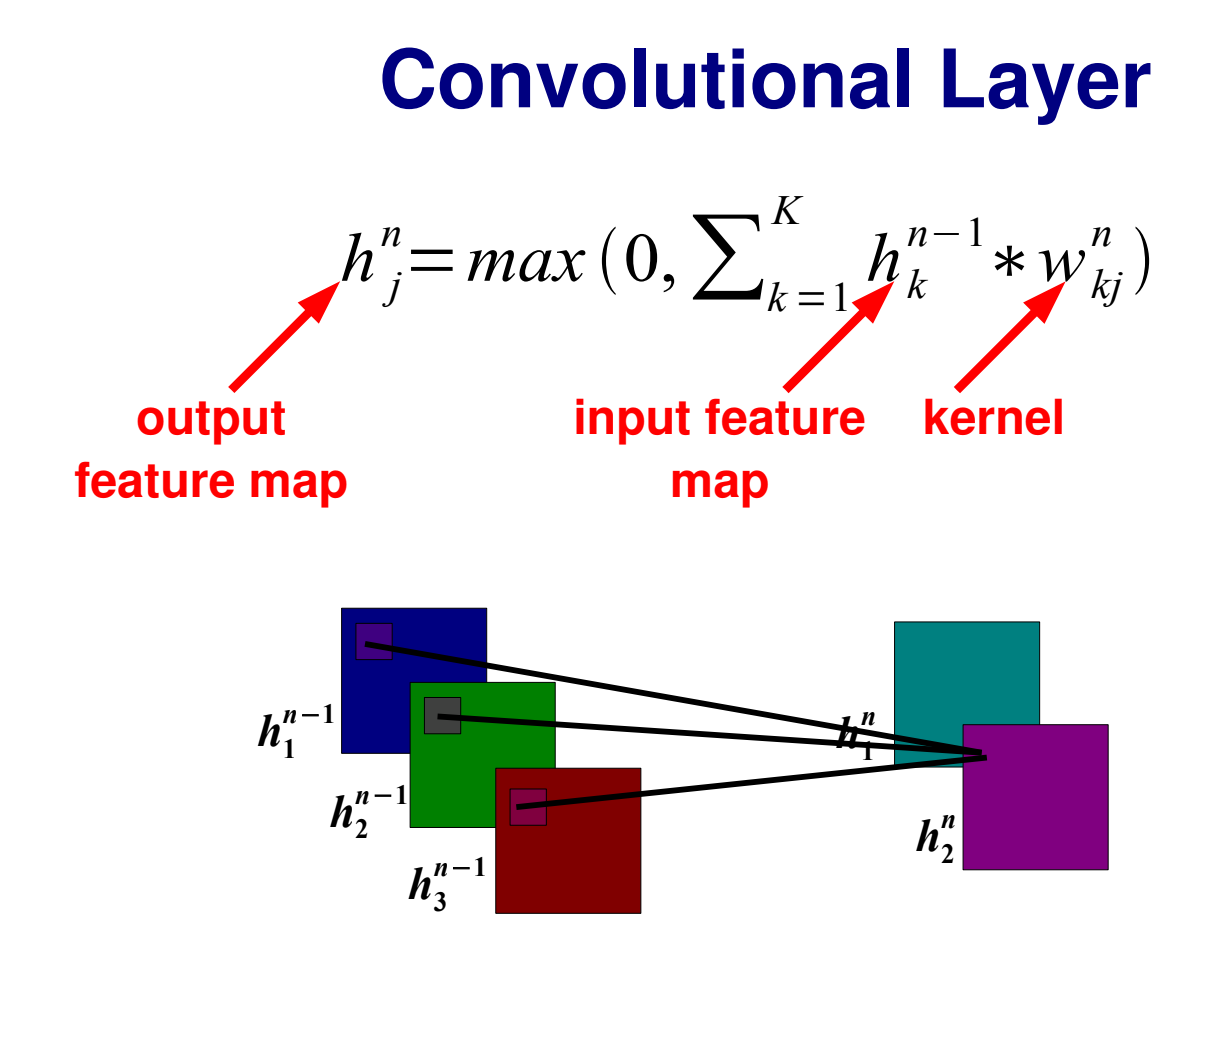 Convolutional Layer
h_j^n = max(0, ∑_{k=1}^K h_k^{n−1} * w_{kj}^n)
output feature map
input feature map
kernel
h_1^{n−1}
h_2^{n−1}
h_3^{n−1}
h_1^n
h_2^n